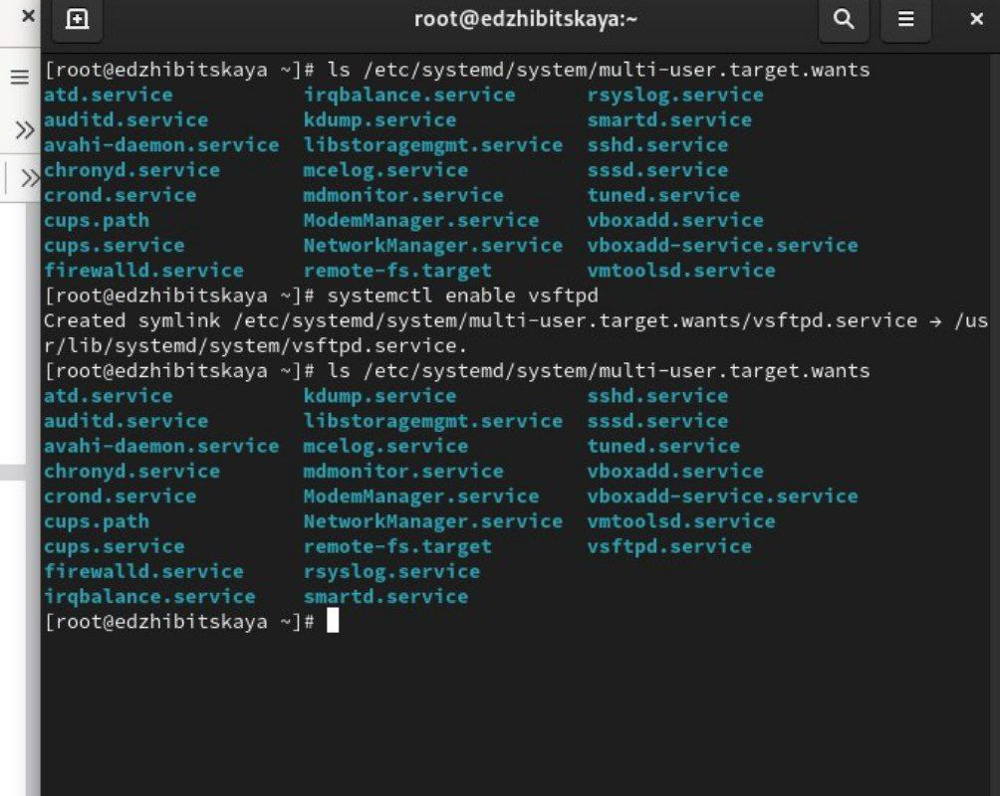 root@edzhibitskaya:~
[root@edzhibitskaya ~]# ls /etc/systemd/system/multi-user.target.wants
atd.service irqbalance.service rsyslog.service
auditd.service kdump.service smartd.service
avahi-daemon.service libstoragemgmt.service sshd.service
chronyd.service mcelog.service sssd.service
crond.service mdmonitor.service tuned.service
cups.path ModemManager.service vboxadd.service
cups.service NetworkManager.service vboxadd-service.service
firewalld.service remote-fs.target vmtoolsd.service
[root@edzhibitskaya ~]# systemctl enable vsftpd
Created symlink /etc/systemd/system/multi-user.target.wants/vsftpd.service → /us
r/lib/systemd/system/vsftpd.service.
[root@edzhibitskaya ~]# ls /etc/systemd/system/multi-user.target.wants
atd.service kdump.service sshd.service
auditd.service libstoragemgmt.service sssd.service
avahi-daemon.service mcelog.service tuned.service
chronyd.service mdmonitor.service vboxadd.service
crond.service ModemManager.service vboxadd-service.service
cups.path NetworkManager.service vmtoolsd.service
cups.service remote-fs.target vsftpd.service
firewalld.service rsyslog.service
irqbalance.service smartd.service
[root@edzhibitskaya ~]#